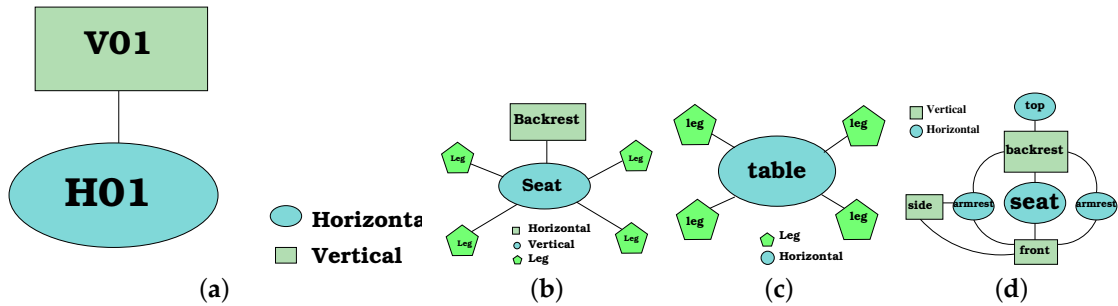 V01
H01
Horizonta
Vertical
(a)
Backrest
Leg
Leg
Seat
Leg
Leg
Horizontal
Vertical
Leg
(b)
leg
leg
table
leg
leg
Leg
Horizontal
(c)
Vertical
Horizontal
top
backrest
side
armrest
seat
armrest
front
(d)